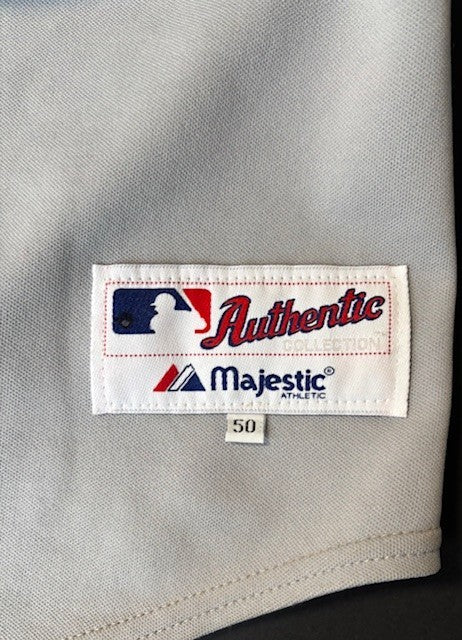 Authentic
COLLECTION
Majestic®
ATHLETIC
50